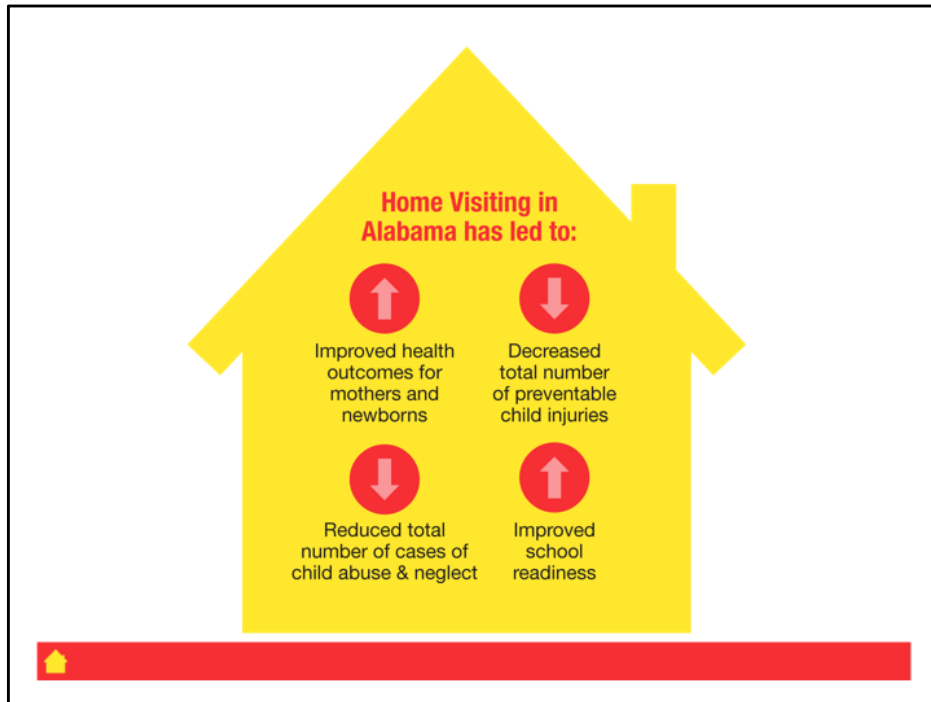 Home Visiting in
Alabama has led to:
Improved health
outcomes for
mothers and
newborns
Decreased
total number
of preventable
child injuries
Reduced total
number of cases of
child abuse & neglect
Improved
school
readiness